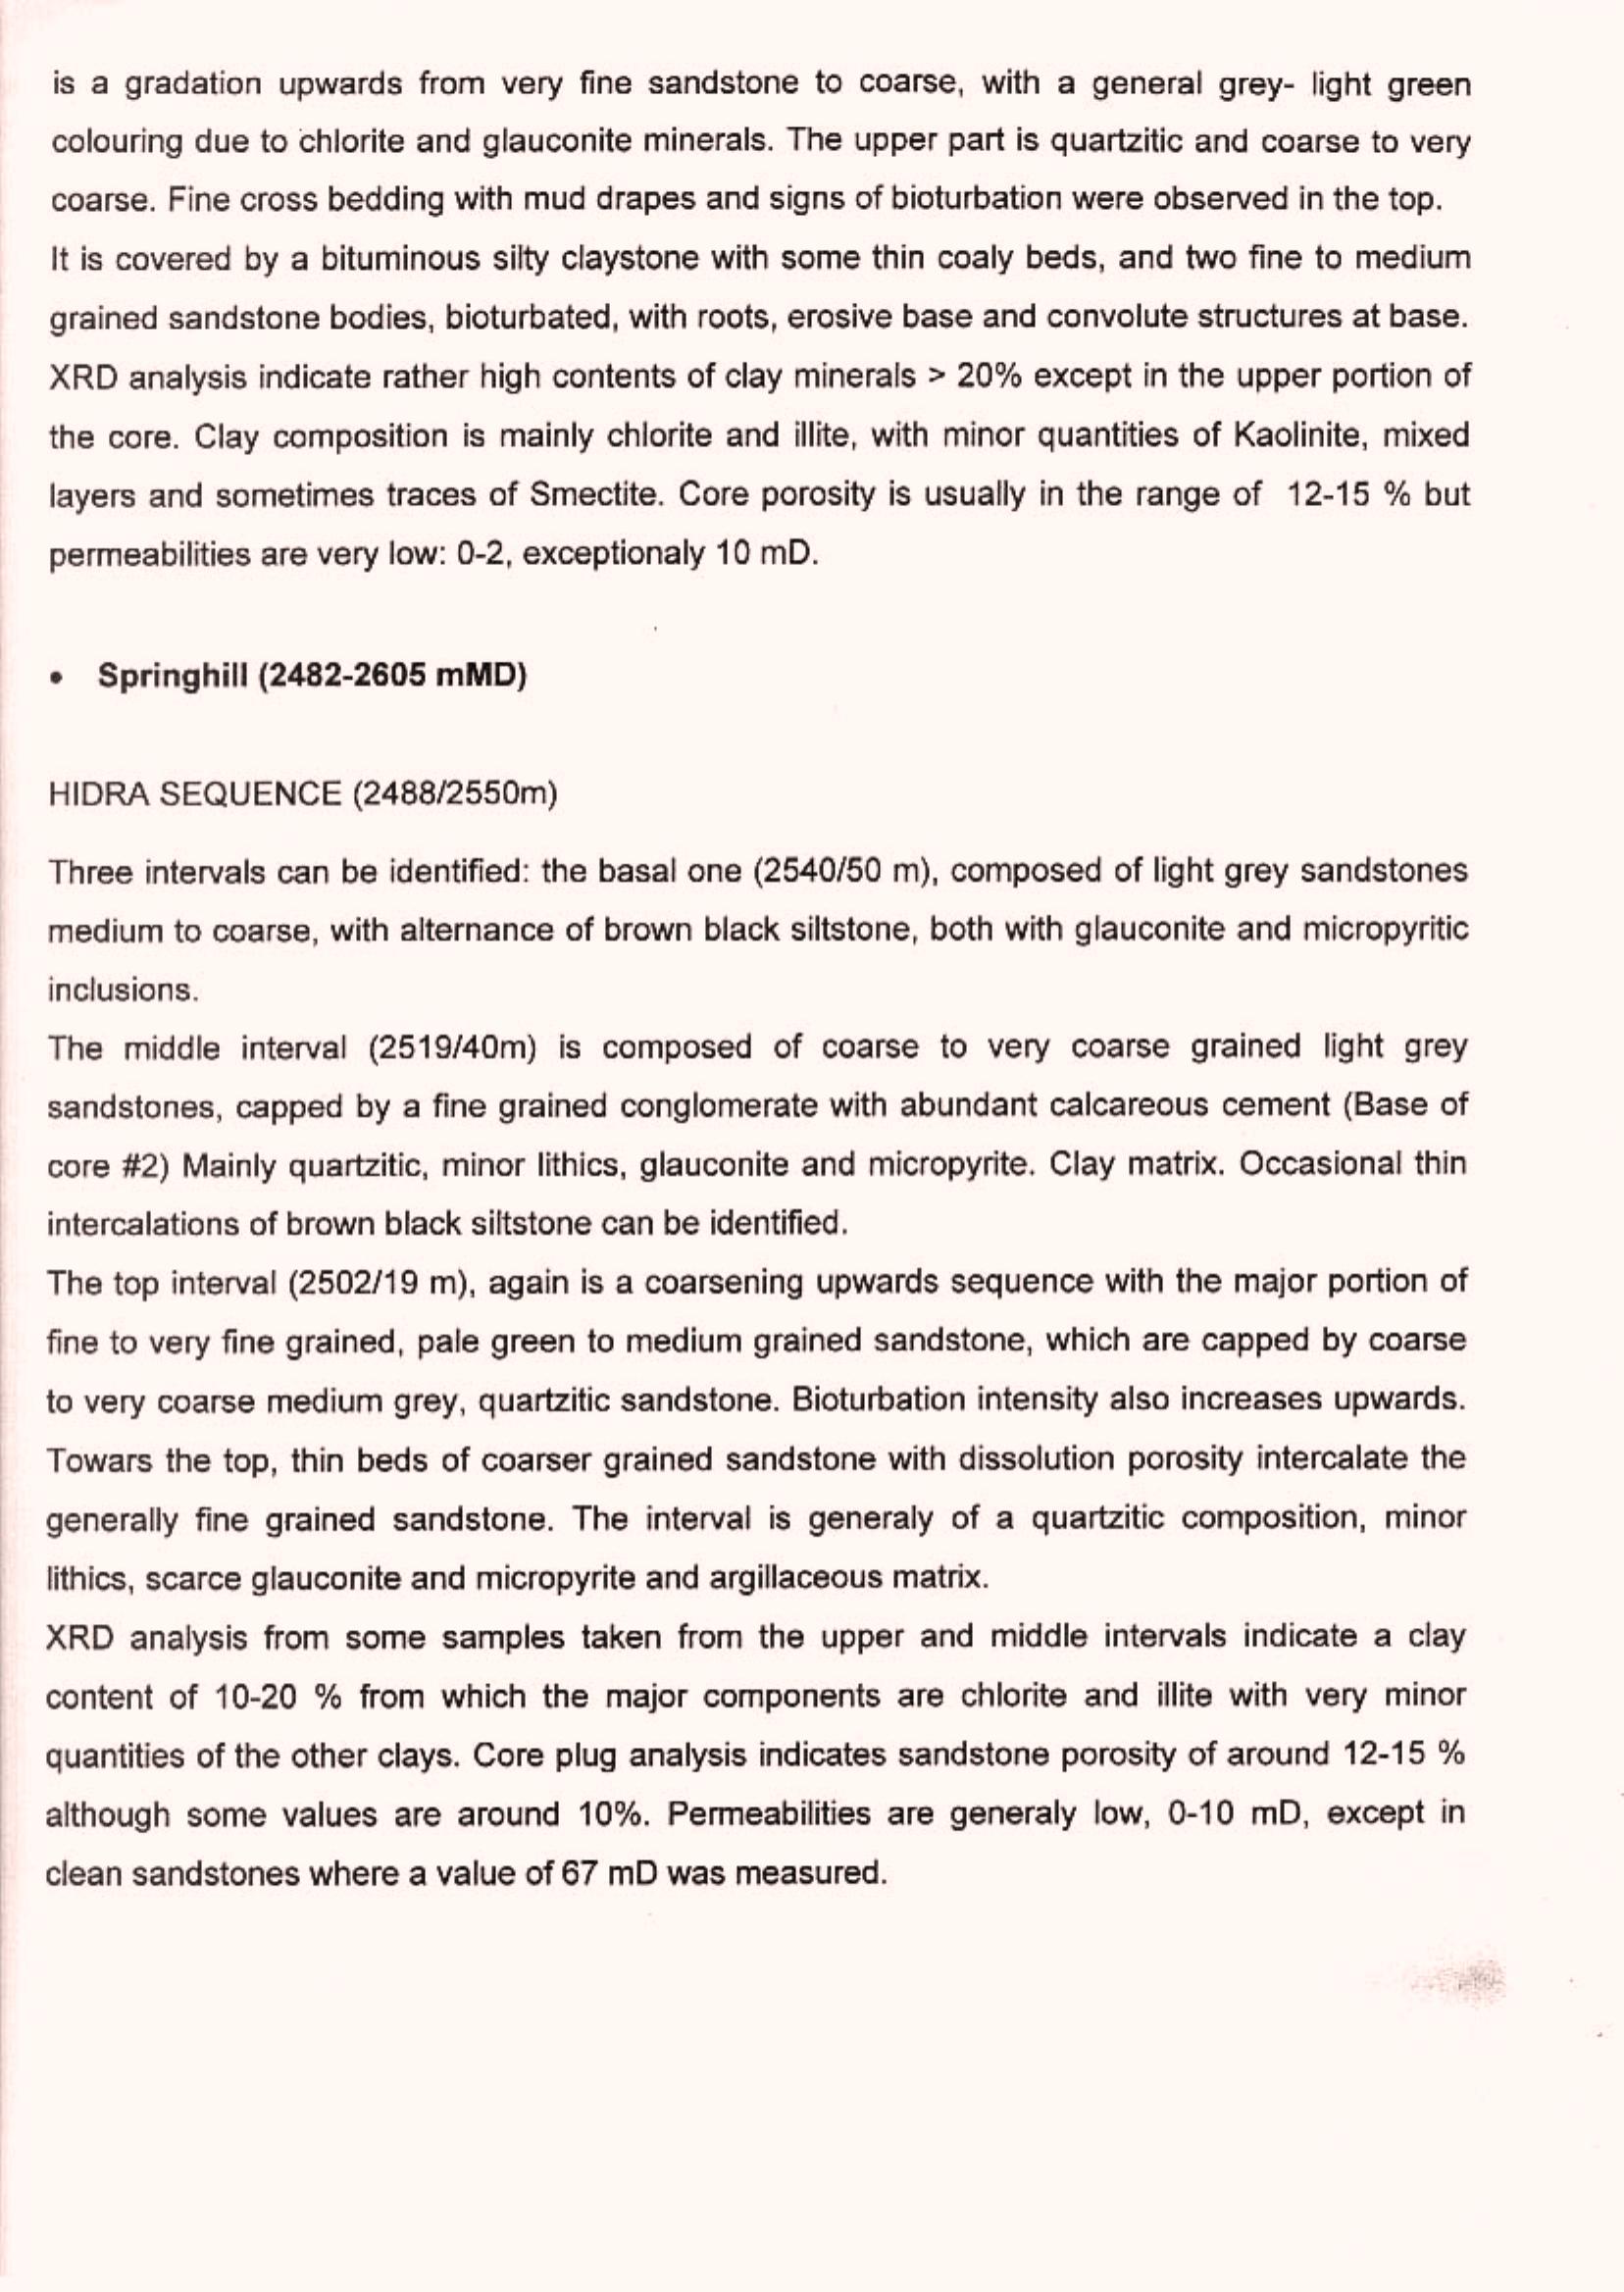 is a gradation upwards from very fine sandstone to coarse, with a general grey- light green
colouring due to chlorite and glauconite minerals. The upper part is quartzitic and coarse to very
coarse. Fine cross bedding with mud drapes and signs of bioturbation were observed in the top.
It is covered by a bituminous silty claystone with some thin coaly beds, and two fine to medium
grained sandstone bodies, bioturbated, with roots, erosive base and convolute structures at base.
XRD analysis indicate rather high contents of clay minerals > 20% except in the upper portion of
the core. Clay composition is mainly chlorite and illite, with minor quantities of Kaolinite, mixed
layers and sometimes traces of Smectite. Core porosity is usually in the range of 12-15 % but
permeabilities are very low: 0-2, exceptionaly 10 mD.
• Springhill (2482-2605 mMD)
HIDRA SEQUENCE (2488/2550m)
Three intervals can be identified: the basal one (2540/50 m), composed of light grey sandstones
medium to coarse, with alternance of brown black siltstone, both with glauconite and micropyritic
inclusions.
The middle interval (2519/40m) is composed of coarse to very coarse grained light grey
sandstones, capped by a fine grained conglomerate with abundant calcareous cement (Base of
core #2) Mainly quartzitic, minor lithics, glauconite and micropyrite. Clay matrix. Occasional thin
intercalations of brown black siltstone can be identified.
The top interval (2502/19 m), again is a coarsening upwards sequence with the major portion of
fine to very fine grained, pale green to medium grained sandstone, which are capped by coarse
to very coarse medium grey, quartzitic sandstone. Bioturbation intensity also increases upwards.
Towars the top, thin beds of coarser grained sandstone with dissolution porosity intercalate the
generally fine grained sandstone. The interval is generaly of a quartzitic composition, minor
lithics, scarce glauconite and micropyrite and argillaceous matrix.
XRD analysis from some samples taken from the upper and middle intervals indicate a clay
content of 10-20 % from which the major components are chlorite and illite with very minor
quantities of the other clays. Core plug analysis indicates sandstone porosity of around 12-15 %
although some values are around 10%. Permeabilities are generaly low, 0-10 mD, except in
clean sandstones where a value of 67 mD was measured.